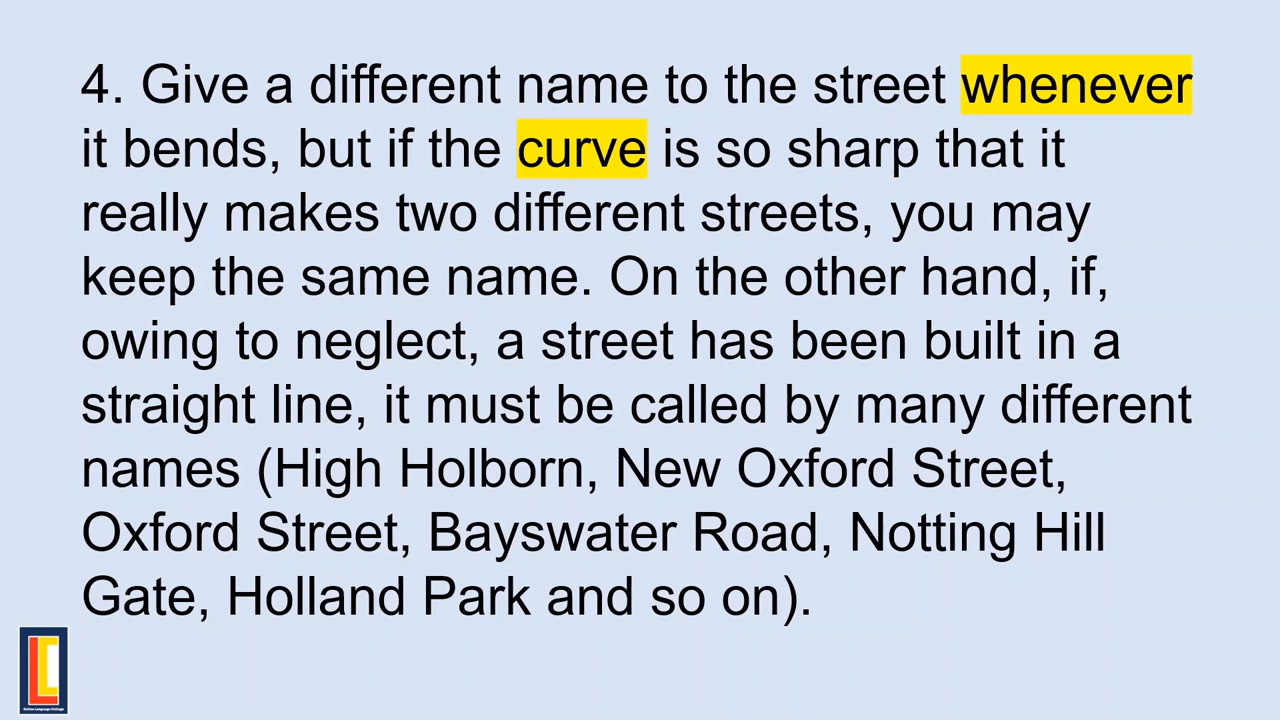 4. Give a different name to the street whenever
it bends, but if the curve is so sharp that it
really makes two different streets, you may
keep the same name. On the other hand, if,
owing to neglect, a street has been built in a
straight line, it must be called by many different
names (High Holborn, New Oxford Street,
Oxford Street, Bayswater Road, Notting Hill
Gate, Holland Park and so on).
Online Language College